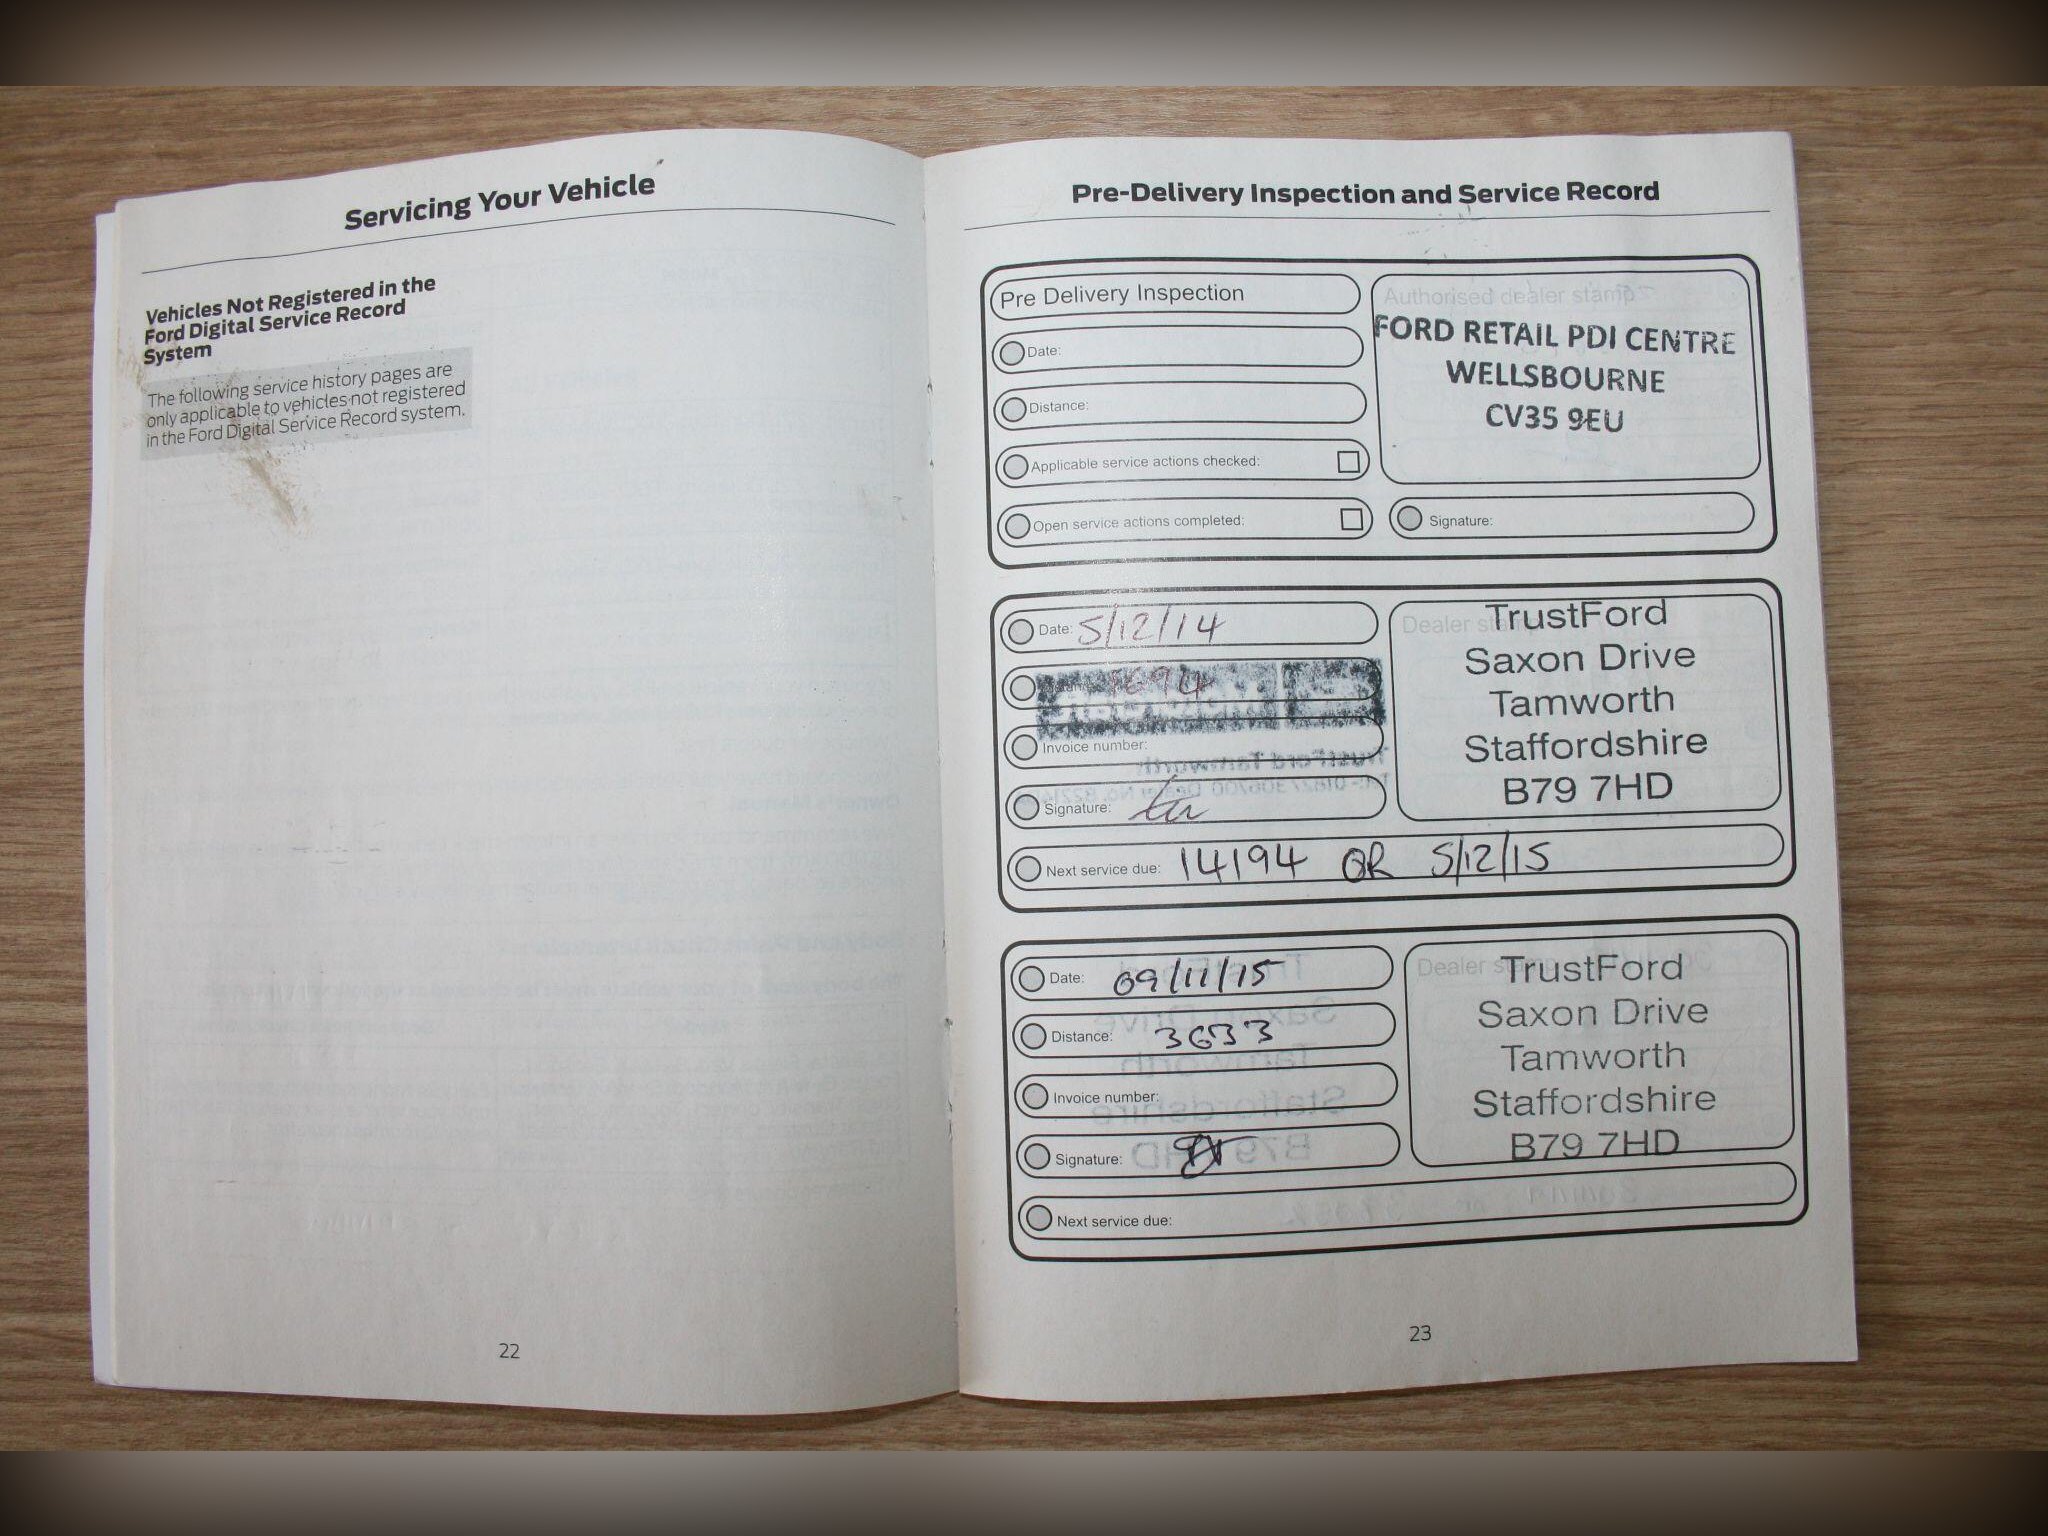 Servicing Your Vehicle
Vehicles Not Registered in the
Ford Digital Service Record
System
The following service history pages are
only applicable to vehicles not registered
in the Ford Digital Service Record system.
22
Pre-Delivery Inspection and Service Record
Pre Delivery Inspection
Date:
Distance:
Applicable service actions checked:
Open service actions completed:
Authorised dealer stamp
FORD RETAIL PDI CENTRE
WELLSBOURNE
CV35 9EU
Signature:
Date: 5/12/14
Invoice number:
Signature:
Dealer stamp
TrustFord
Saxon Drive
Tamworth
Staffordshire
B79 7HD
Next service due: 14194 OR 5/12/15
Date: 09/11/15
Distance: 3633
Invoice number:
Signature:
Dealer stamp
TrustFord
Saxon Drive
Tamworth
Staffordshire
B79 7HD
Next service due:
23